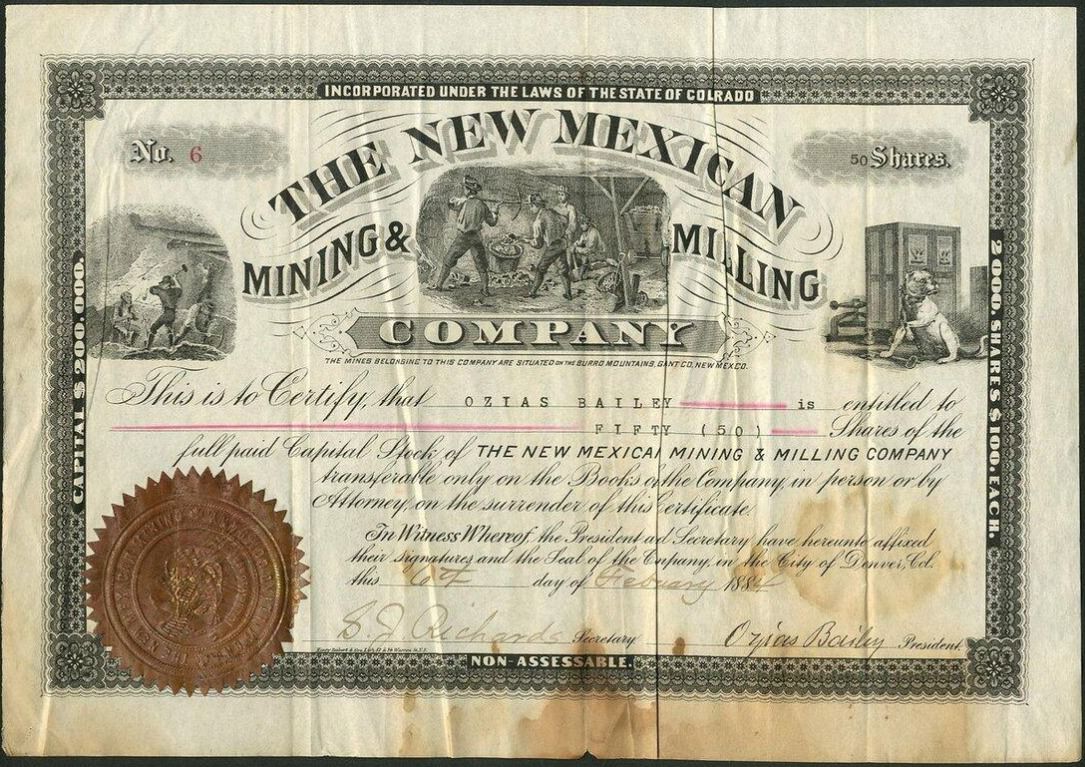 INCORPORATED UNDER THE LAWS OF THE STATE OF COLRADO
No. 6
50 Shares.
THE NEW MEXICAN
MINING & MILLING
COMPANY
THE MINES BELONGING TO THIS COMPANY ARE SITUATED ON THE BURRO MOUNTAINS, GANT CO, NEW MEX CO.
CAPITAL $200,000.
2000, SHARES $100. EACH.
This is to Certify, that OZIAS BAILEY is entitled to
FIFTY (50) Shares of the
full paid Capital Stock of THE NEW MEXICAN MINING & MILLING COMPANY
transferable only on the Books of the Company, in person or by
Attorney, on the surrender of this Certificate.
In Witness Whereof, the President ad Secretary have hereunto affixed
their signatures and the Seal of the Cmpany, in the City of Denver, Col.
this 6th day of February 1884
S. J. Richards Secretary
Ozias Bailey President.
NON-ASSESSABLE.